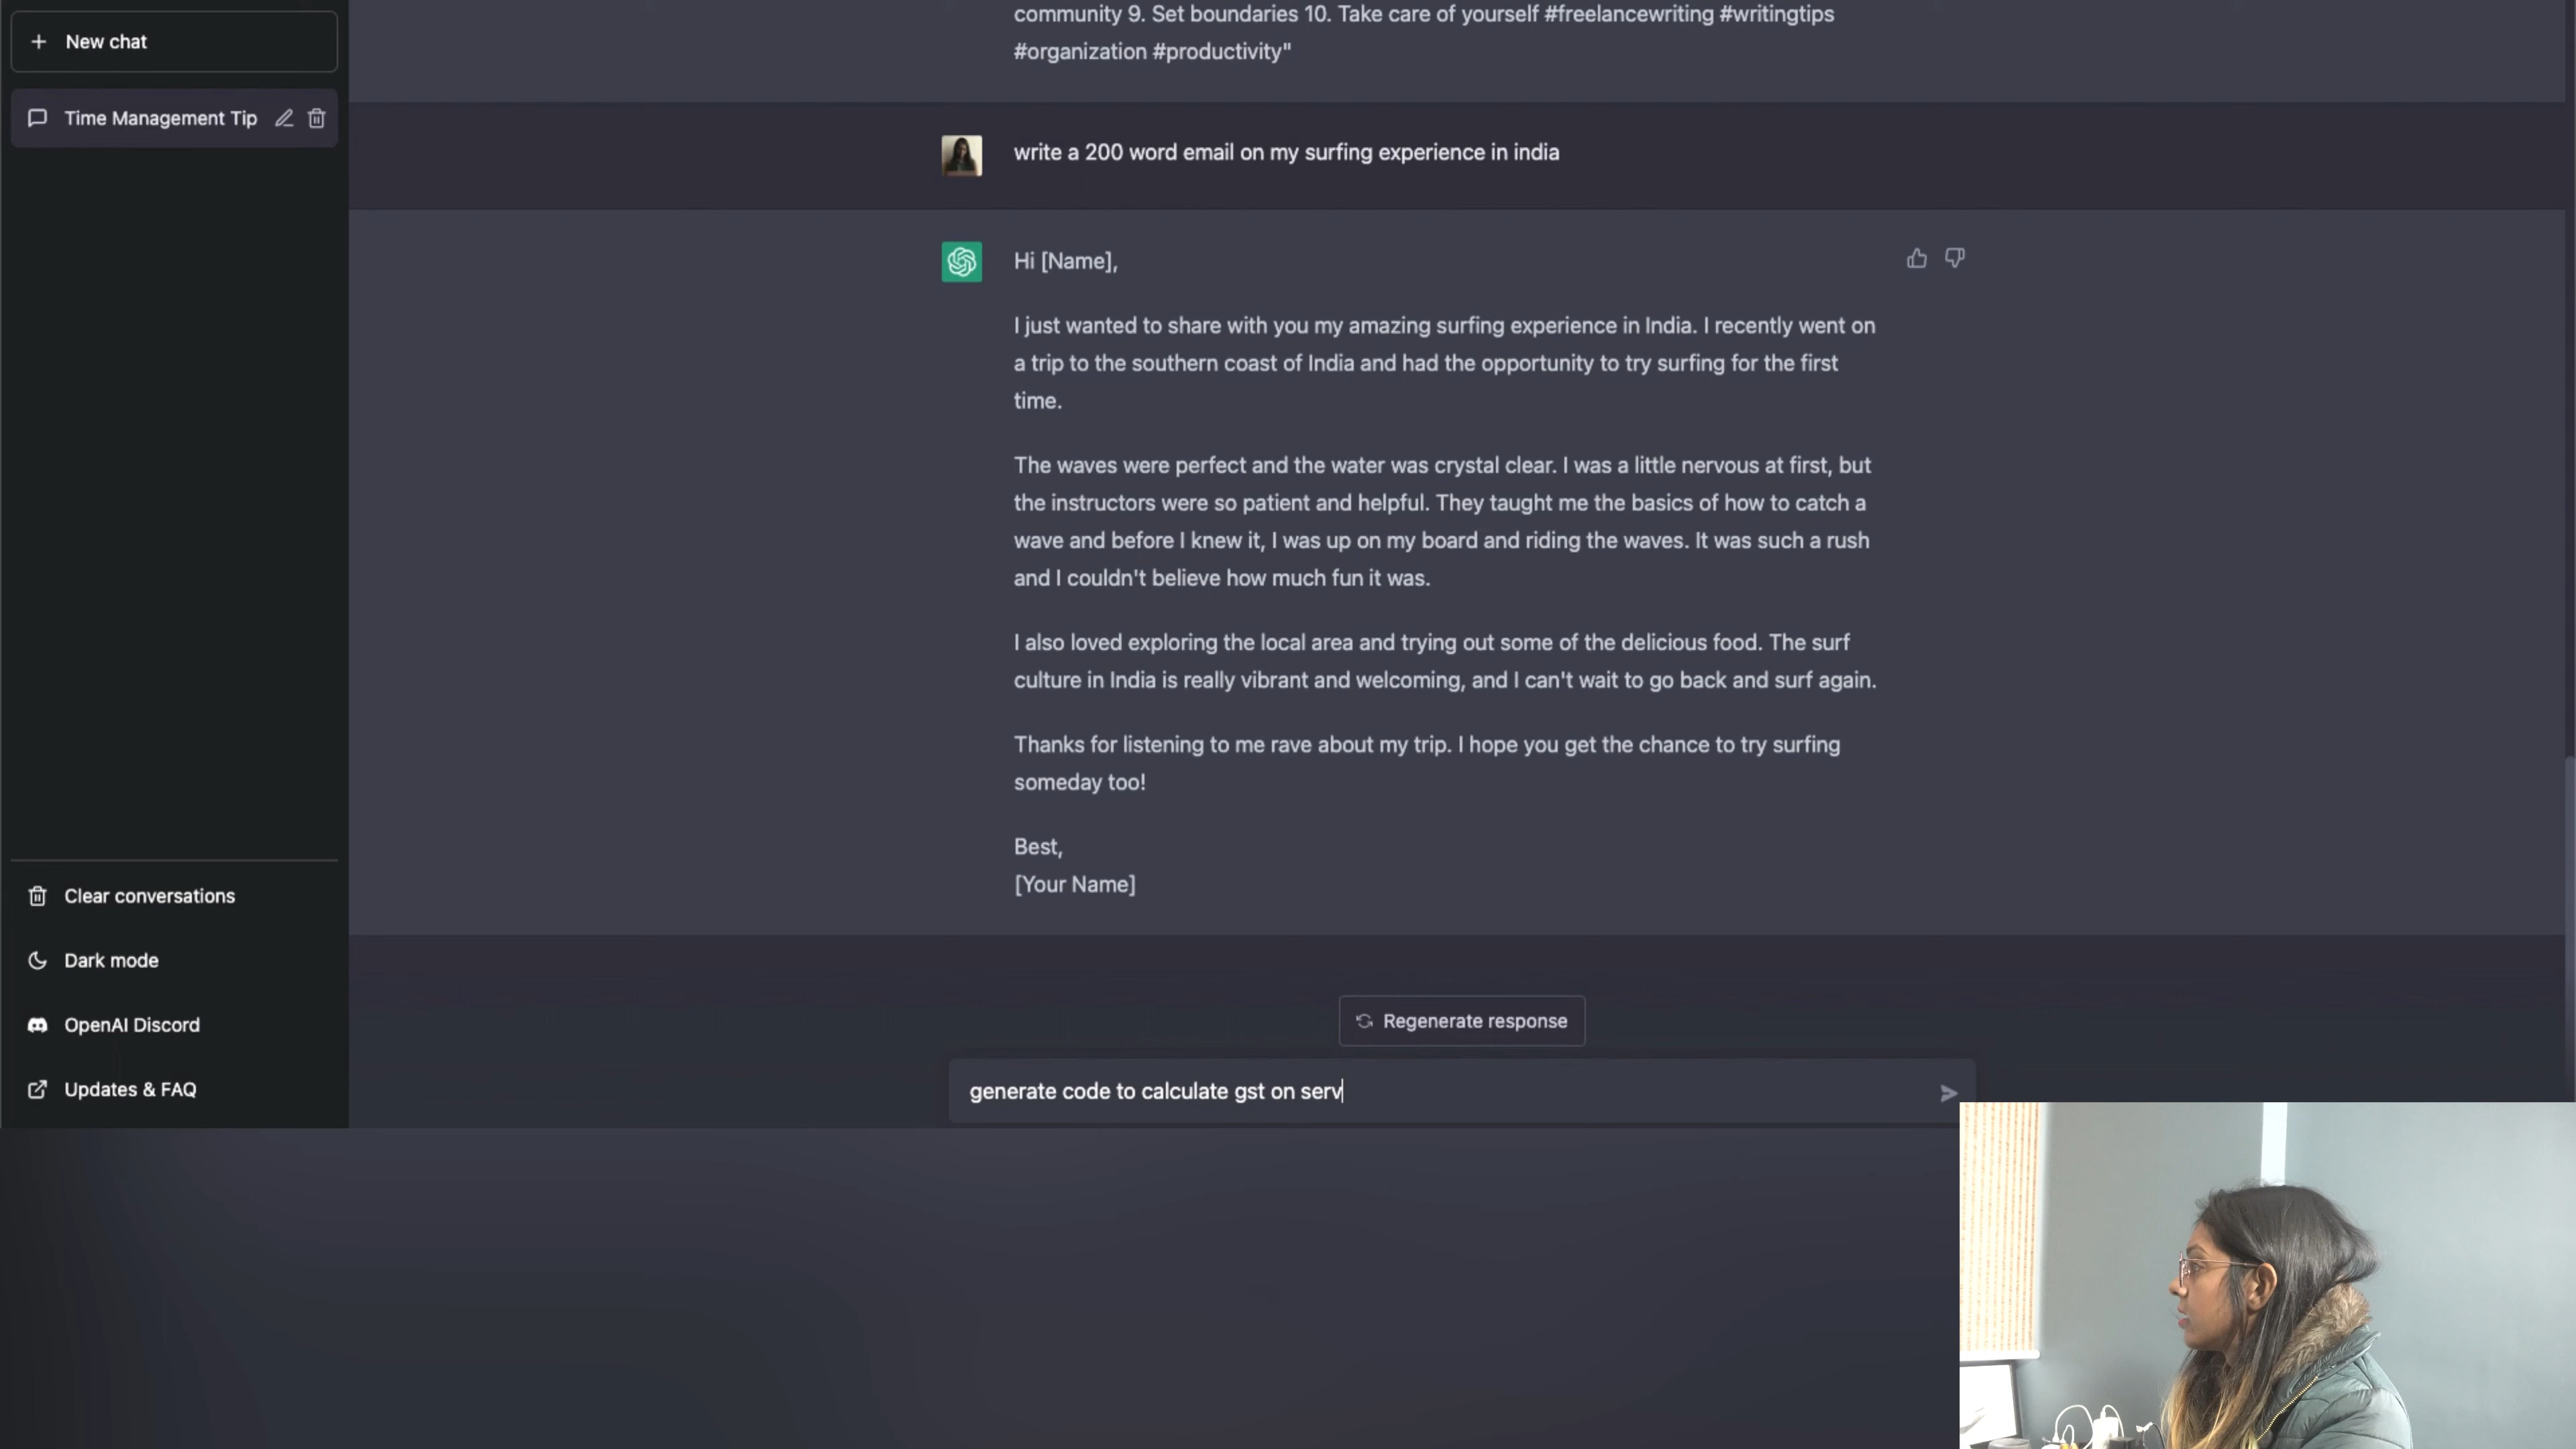 New chat
Time Management Tip
Clear conversations
Dark mode
OpenAI Discord
Updates & FAQ
community 9. Set boundaries 10. Take care of yourself #freelancewriting #writingtips
#organization #productivity"
write a 200 word email on my surfing experience in india
Hi [Name],
I just wanted to share with you my amazing surfing experience in India. I recently went on
a trip to the southern coast of India and had the opportunity to try surfing for the first
time.
The waves were perfect and the water was crystal clear. I was a little nervous at first, but
the instructors were so patient and helpful. They taught me the basics of how to catch a
wave and before I knew it, I was up on my board and riding the waves. It was such a rush
and I couldn't believe how much fun it was.
I also loved exploring the local area and trying out some of the delicious food. The surf
culture in India is really vibrant and welcoming, and I can't wait to go back and surf again.
Thanks for listening to me rave about my trip. I hope you get the chance to try surfing
someday too!
Best,
[Your Name]
Regenerate response
generate code to calculate gst on serv